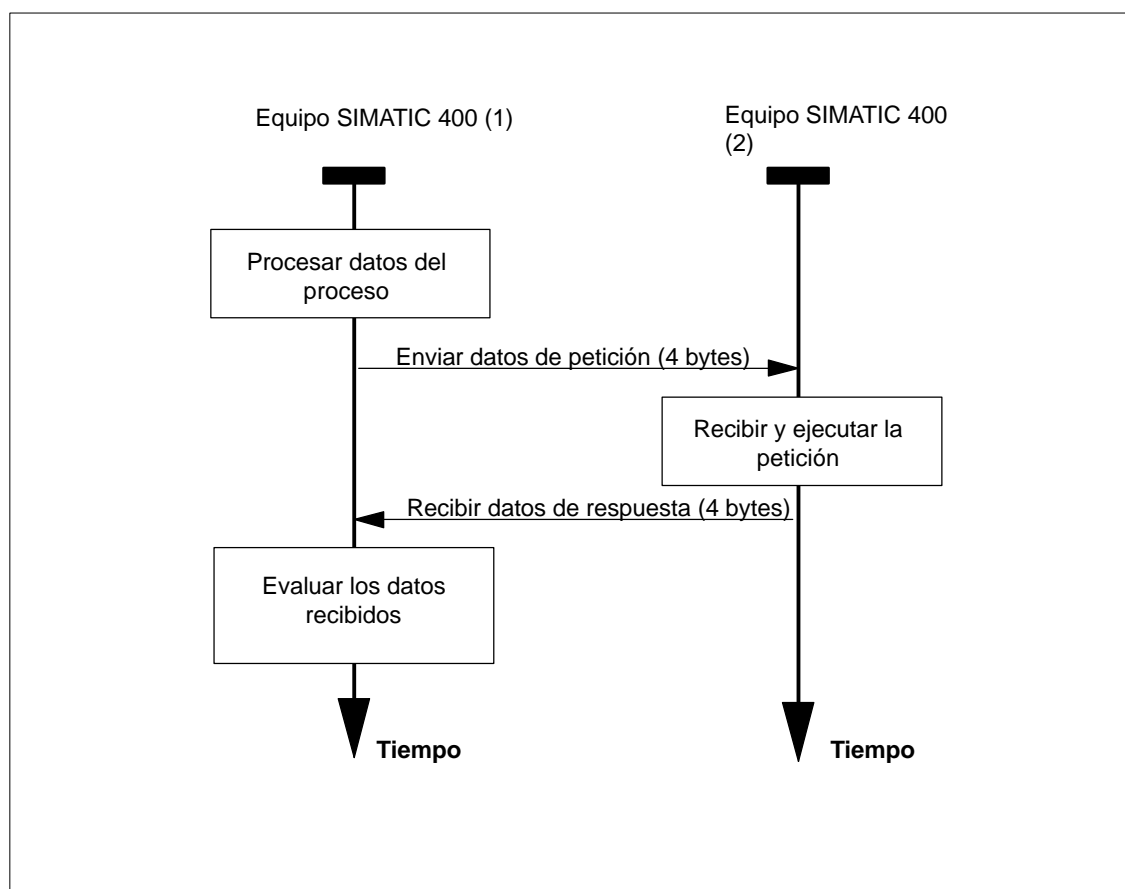 Equipo SIMATIC 400 (1)
Equipo SIMATIC 400
(2)
Procesar datos del
proceso
Enviar datos de petición (4 bytes)
Recibir y ejecutar la
petición
Recibir datos de respuesta (4 bytes)
Evaluar los datos
recibidos
Tiempo
Tiempo